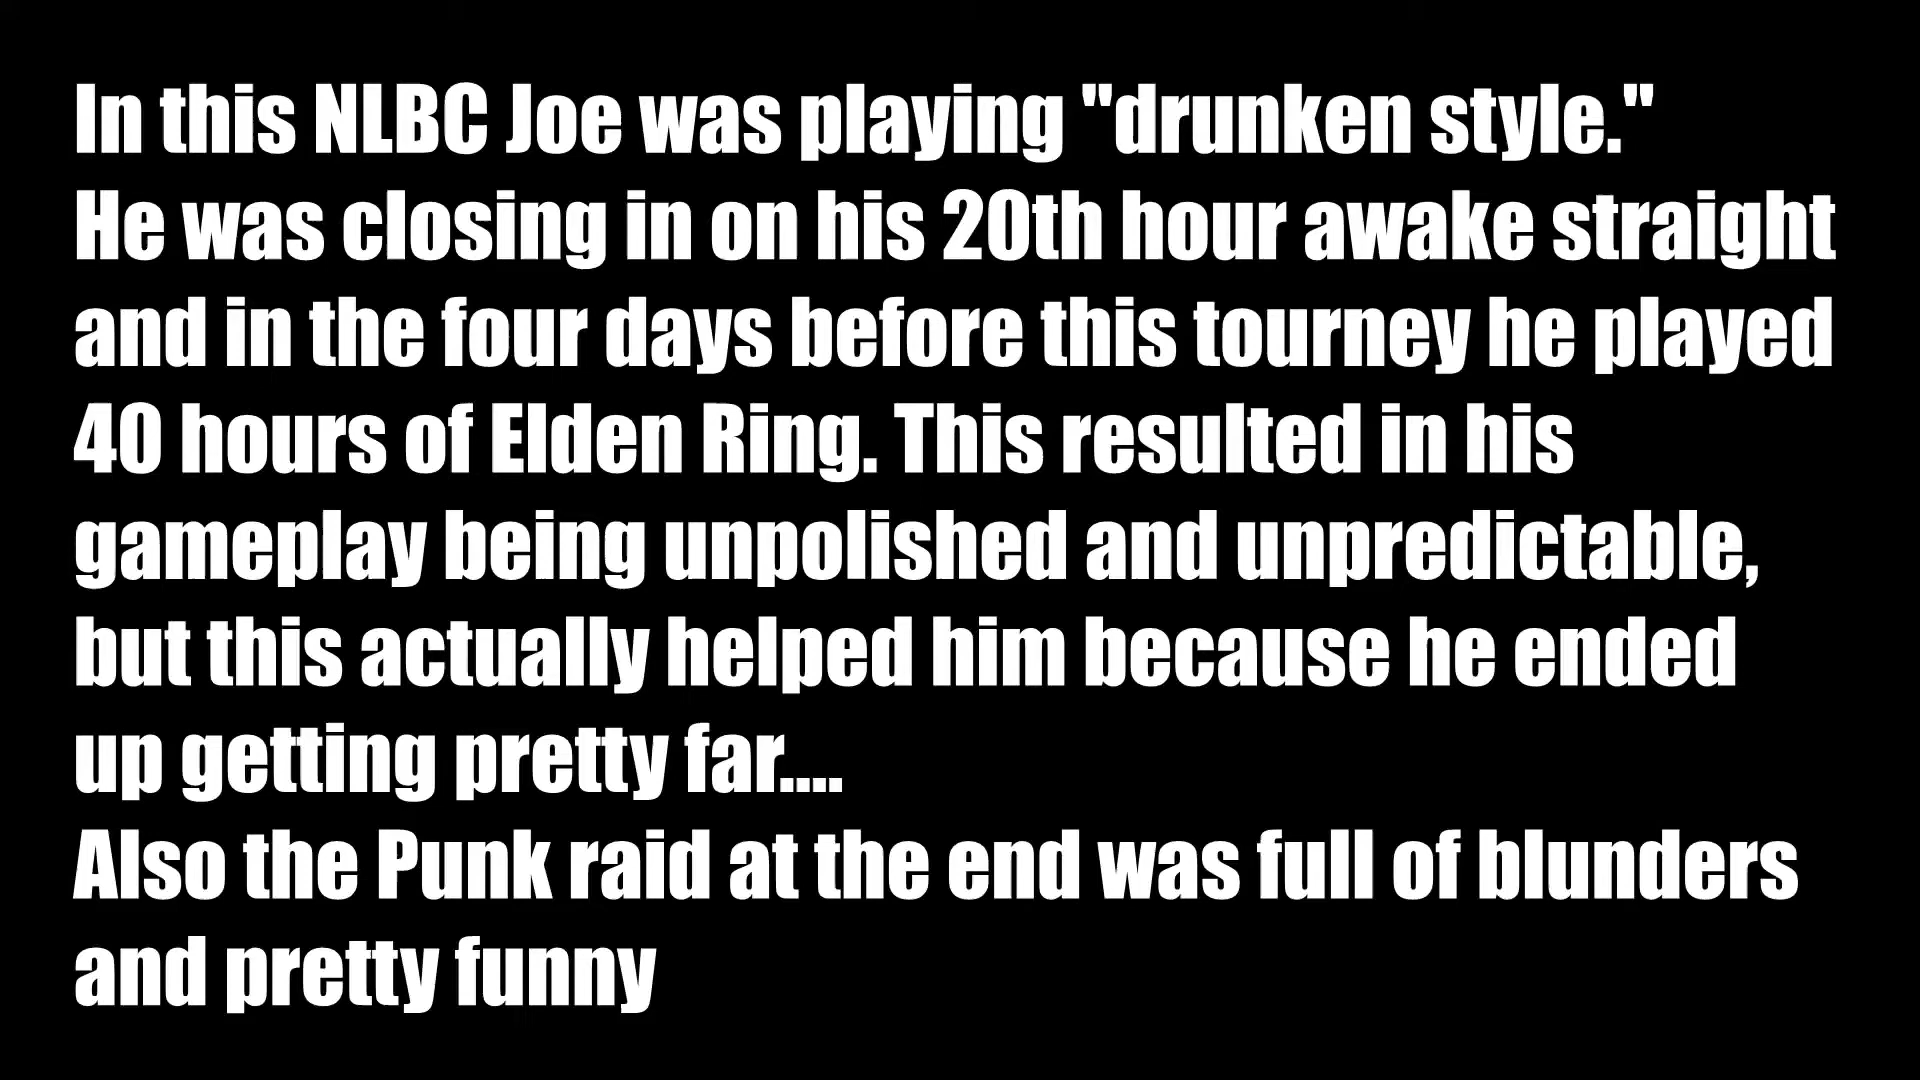 In this NLBC Joe was playing "drunken style."
He was closing in on his 20th hour awake straight
and in the four days before this tourney he played
40 hours of Elden Ring. This resulted in his
gameplay being unpolished and unpredictable,
but this actually helped him because he ended
up getting pretty far....
Also the Punk raid at the end was full of blunders
and pretty funny